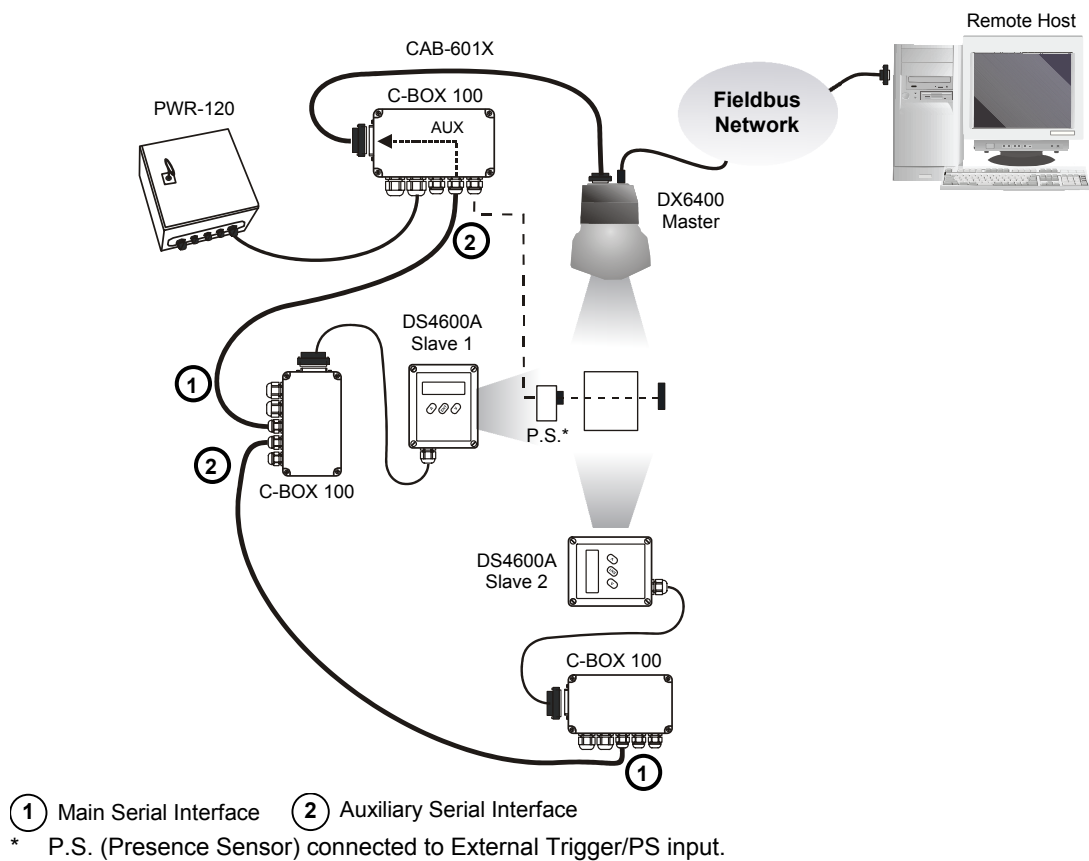 Remote Host
CAB-601X
C-BOX 100
PWR-120
AUX
Fieldbus
Network
DX6400
Master
2
DS4600A
Slave 1
1
P.S.*
2
C-BOX 100
DS4600A
Slave 2
C-BOX 100
1
1 Main Serial Interface 2 Auxiliary Serial Interface
* P.S. (Presence Sensor) connected to External Trigger/PS input.